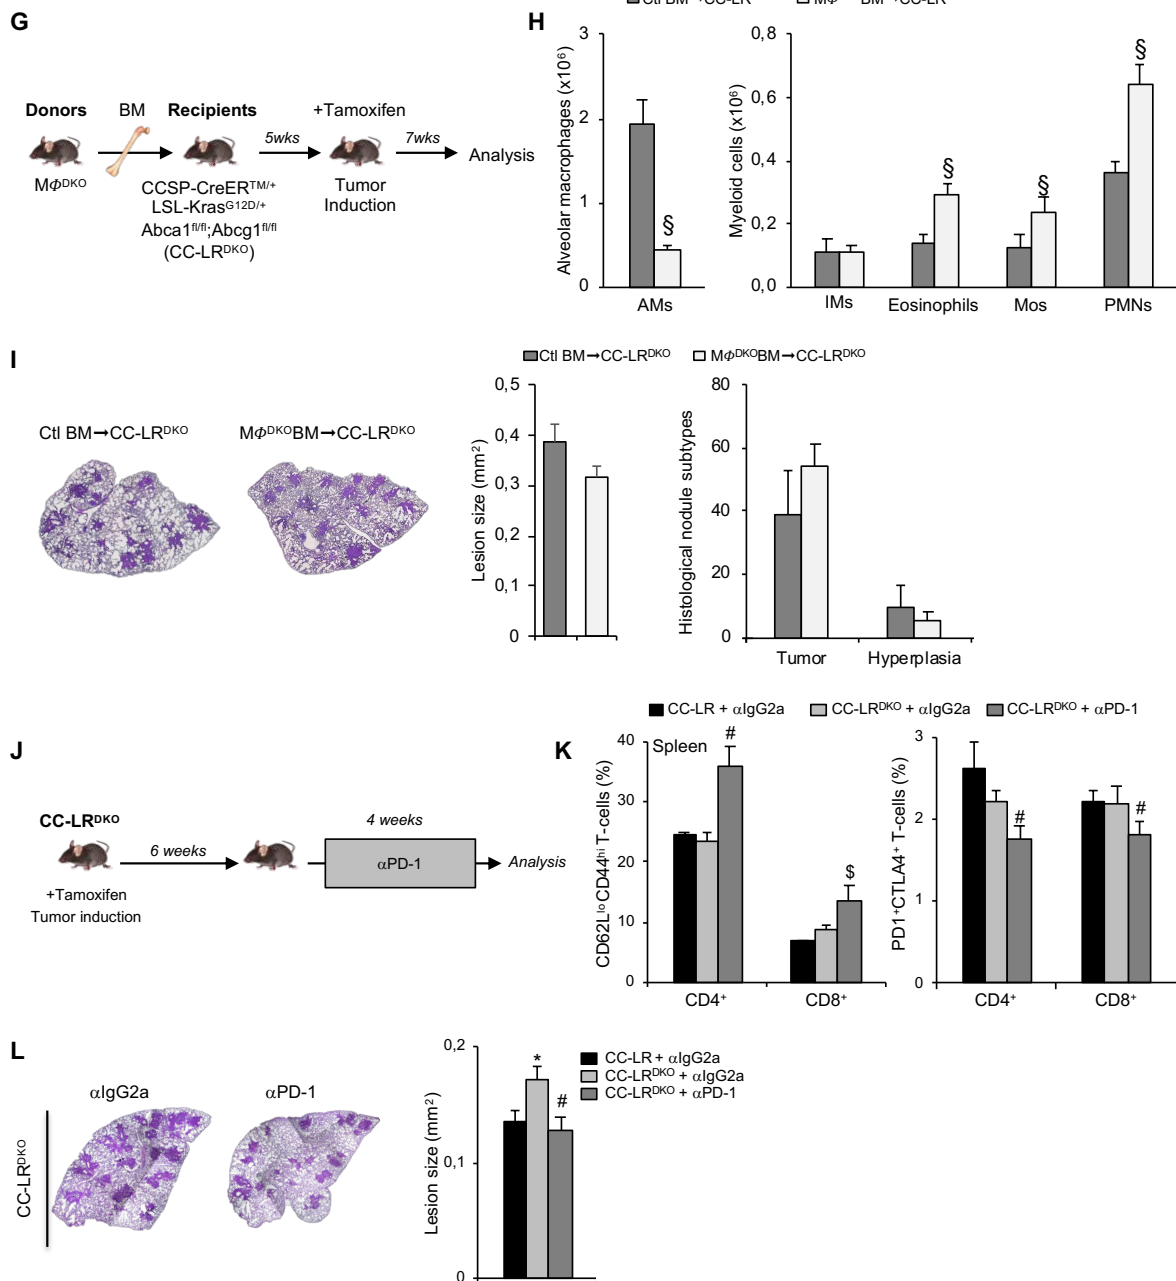 G
Donors
BM
Recipients
+Tamoxifen
5wks
7wks
Analysis
MΦDKO
CCSP-CreERTM/+
LSL-KrasG12D/+
Abca1fl/fl;Abcg1fl/fl
(CC-LRDKO)
Tumor
Induction
H
Alveolar macrophages (x10⁶)
3
2
1
0
§
AMs
Myeloid cells (x10⁶)
0,8
0,6
0,4
0,2
0,0
§
§
§
IMs
Eosinophils
Mos
PMNs
I
Ctl BM→CC-LRDKO
MΦDKOBM→CC-LRDKO
Ctl BM→CC-LRDKO
MΦDKOBM→CC-LRDKO
Lesion size (mm²)
0,5
0,4
0,3
0,2
0,1
0
Histological nodule subtypes
80
60
40
20
0
Tumor
Hyperplasia
J
CC-LRDKO
6 weeks
4 weeks
αPD-1
Analysis
+Tamoxifen
Tumor induction
K
CC-LR + αIgG2a
CC-LRDKO + αIgG2a
CC-LRDKO + αPD-1
Spleen
CD62LloCD44hi T-cells (%)
40
30
20
10
0
#
$
CD4⁺
CD8⁺
PD1⁺CTLA4⁺ T-cells (%)
3
2
1
0
#
#
CD4⁺
CD8⁺
L
αIgG2a
αPD-1
CC-LRDKO
Lesion size (mm²)
0,2
0,1
0
*
#
CC-LR + αIgG2a
CC-LRDKO + αIgG2a
CC-LRDKO + αPD-1